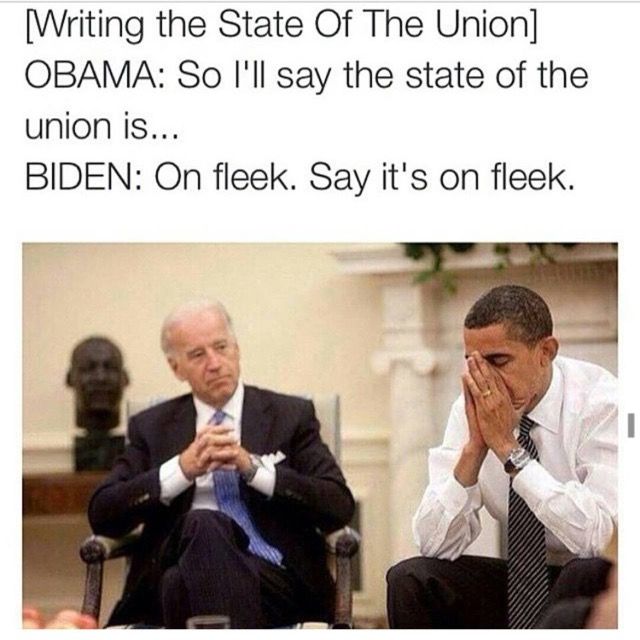 [Writing the State Of The Union]
OBAMA: So I'll say the state of the
union is...
BIDEN: On fleek. Say it's on fleek.